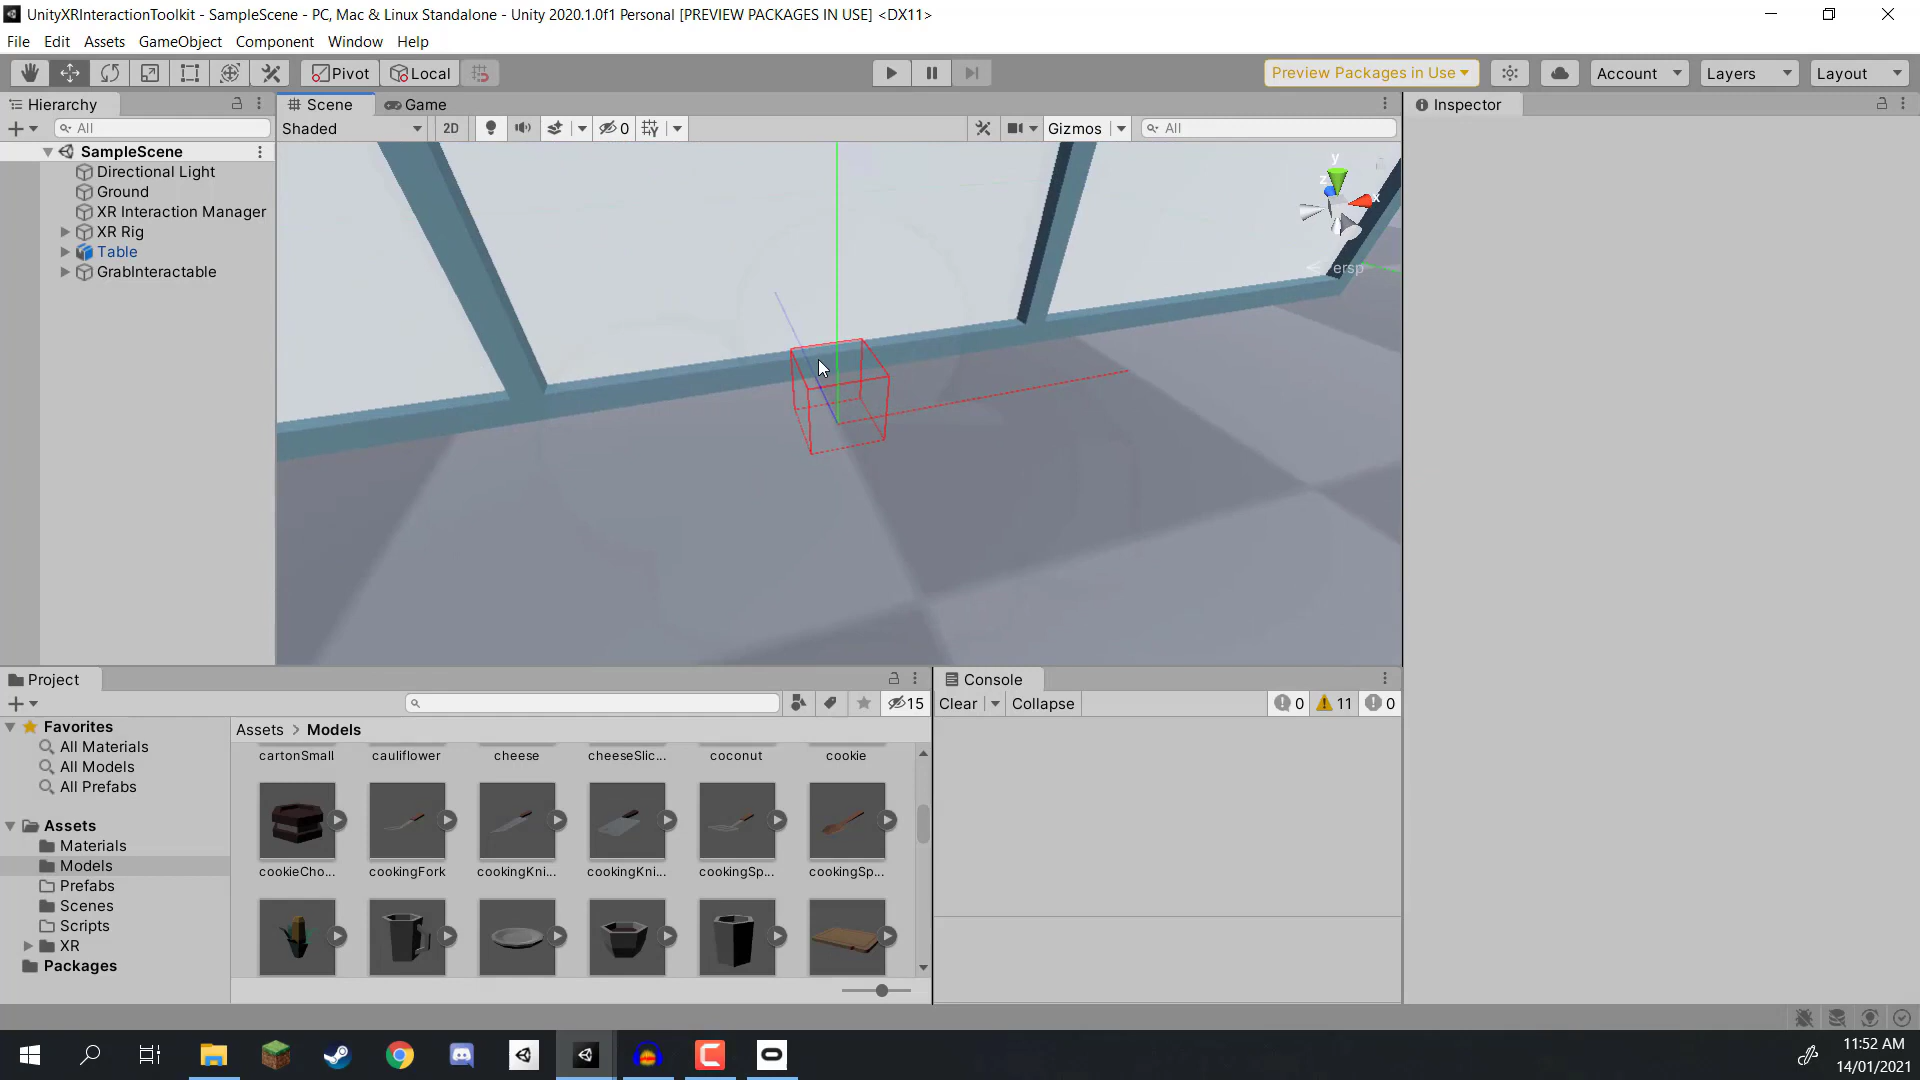 UnityXRInteractionToolkit - SampleScene - PC, Mac & Linux Standalone - Unity 2020.1.0f1 Personal [PREVIEW PACKAGES IN USE] <DX11>
File Edit Assets GameObject Component Window Help
Pivot Local Preview Packages in Use Account Layers Layout
Hierarchy Scene Game Inspector
All Shaded 2D 0 Gizmos All
SampleScene
Directional Light
Ground
XR Interaction Manager
XR Rig
Table
GrabInteractable
y
z
x
persp
Project Console
15 Clear Collapse 0 11 0
Favorites
All Materials
All Models
All Prefabs
Assets
Materials
Models
Prefabs
Scenes
Scripts
XR
Packages
Assets > Models
cartonSmall cauliflower cheese cheeseSlic... coconut cookie
cookieCho... cookingFork cookingKni... cookingKni... cookingSp... cookingSp...
11:52 AM
14/01/2021